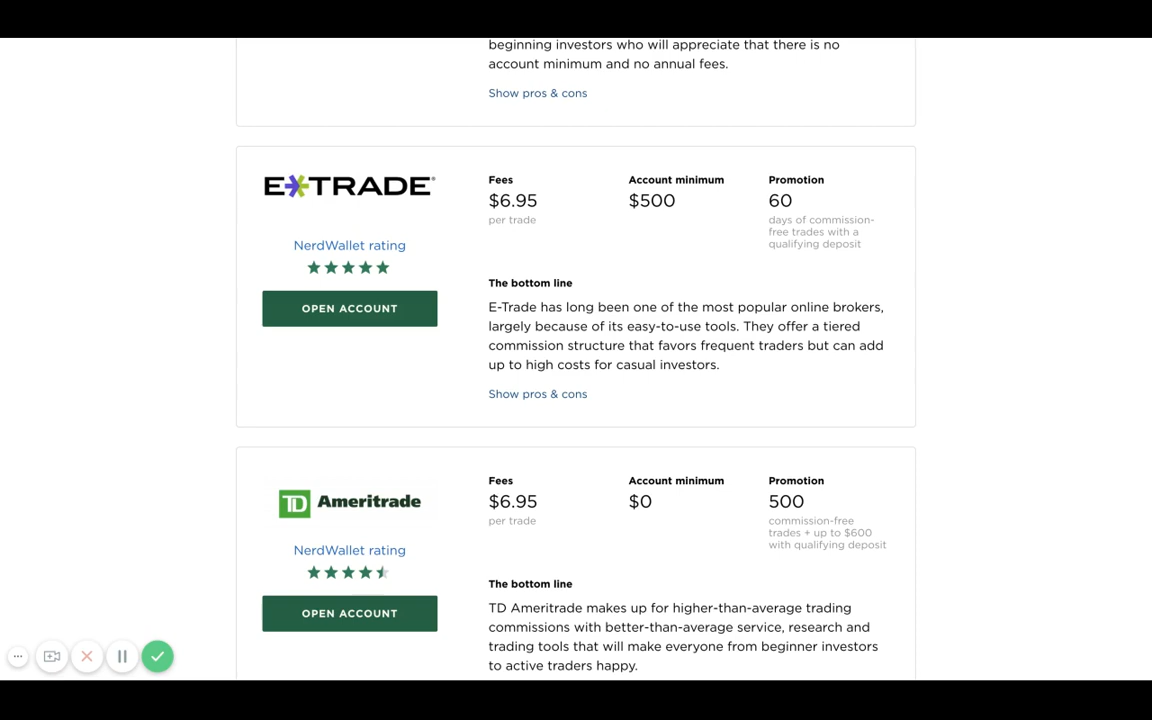 beginning investors who will appreciate that there is no
account minimum and no annual fees.
Show pros & cons
E*TRADE®
NerdWallet rating
OPEN ACCOUNT
Fees
$6.95
per trade
Account minimum
$500
Promotion
60
days of commission-
free trades with a
qualifying deposit
The bottom line
E-Trade has long been one of the most popular online brokers,
largely because of its easy-to-use tools. They offer a tiered
commission structure that favors frequent traders but can add
up to high costs for casual investors.
Show pros & cons
TD Ameritrade
NerdWallet rating
OPEN ACCOUNT
Fees
$6.95
per trade
Account minimum
$0
Promotion
500
commission-free
trades + up to $600
with qualifying deposit
The bottom line
TD Ameritrade makes up for higher-than-average trading
commissions with better-than-average service, research and
trading tools that will make everyone from beginner investors
to active traders happy.